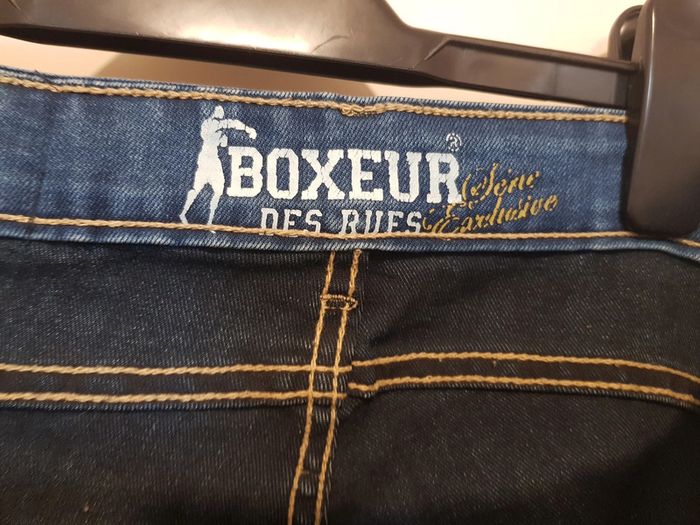 BOXEUR®
DES RUES
Série
Exclusive